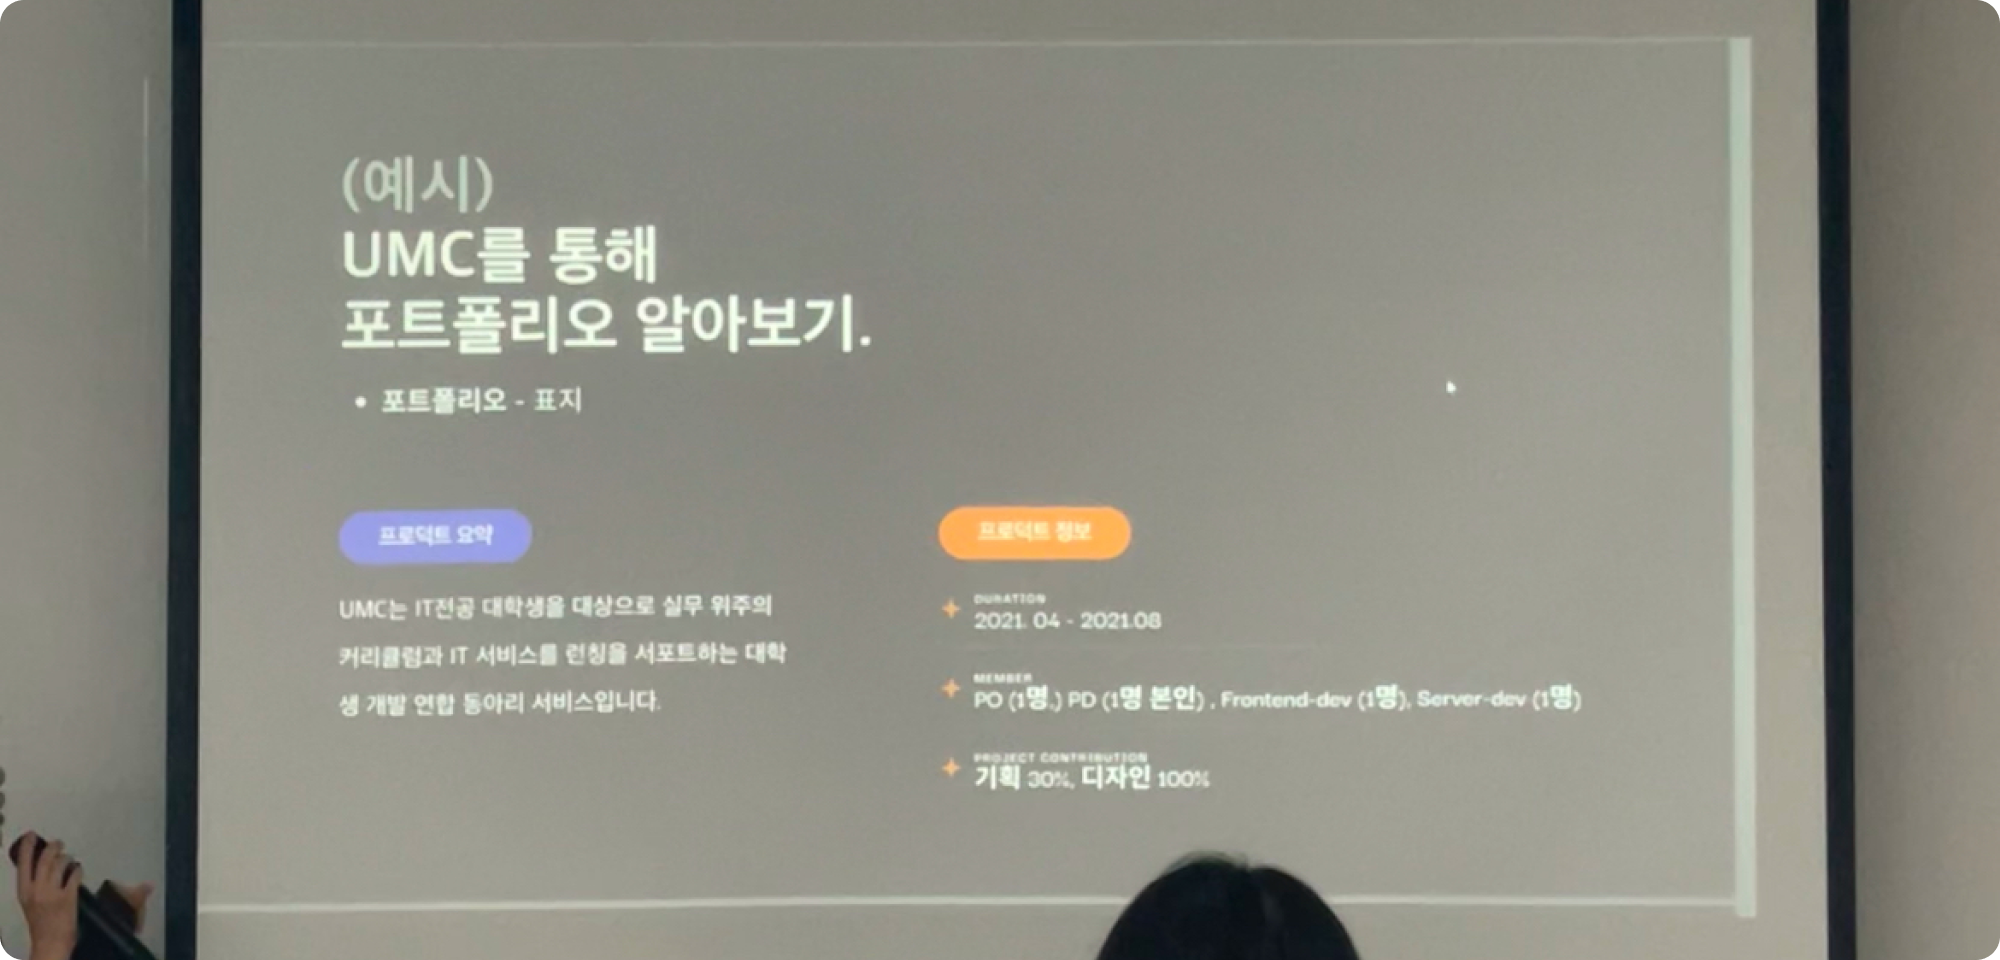 (예시)
UMC를 통해
포트폴리오 알아보기.
• 포트폴리오 - 표지
프로덕트 요약
UMC는 IT전공 대학생을 대상으로 실무 위주의
커리큘럼과 IT 서비스를 런칭을 서포트하는 대학
생 개발 연합 동아리 서비스입니다.
프로덕트 정보
DURATION
2021. 04 - 2021.08
MEMBER
PO (1명,) PD (1명 본인) , Frontend-dev (1명), Server-dev (1명)
PROJECT CONTRIBUTION
기획 30%, 디자인 100%